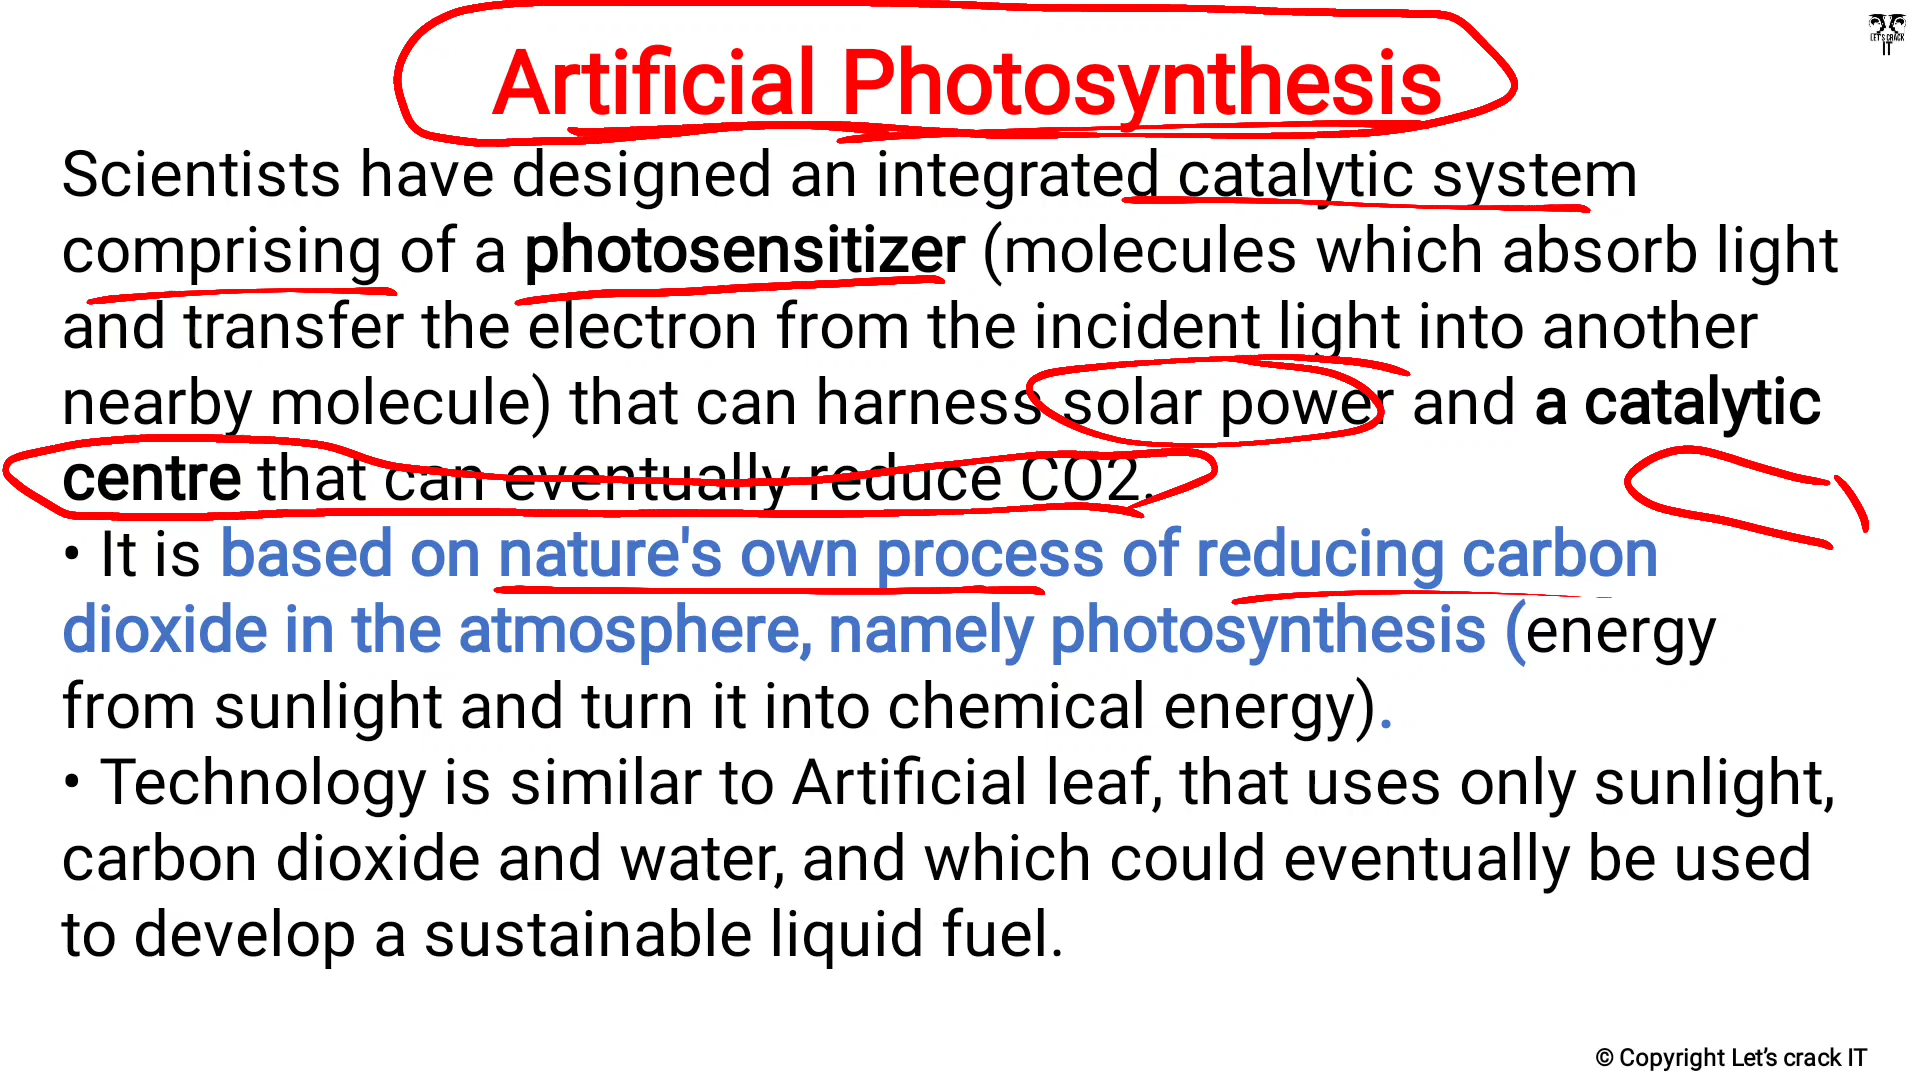 LET'S CRACK
IT
Artificial Photosynthesis
Scientists have designed an integrated catalytic system
comprising of a photosensitizer (molecules which absorb light
and transfer the electron from the incident light into another
nearby molecule) that can harness solar power and a catalytic
centre that can eventually reduce CO2.
• It is based on nature's own process of reducing carbon
dioxide in the atmosphere, namely photosynthesis (energy
from sunlight and turn it into chemical energy).
• Technology is similar to Artificial leaf, that uses only sunlight,
carbon dioxide and water, and which could eventually be used
to develop a sustainable liquid fuel.
© Copyright Let's crack IT